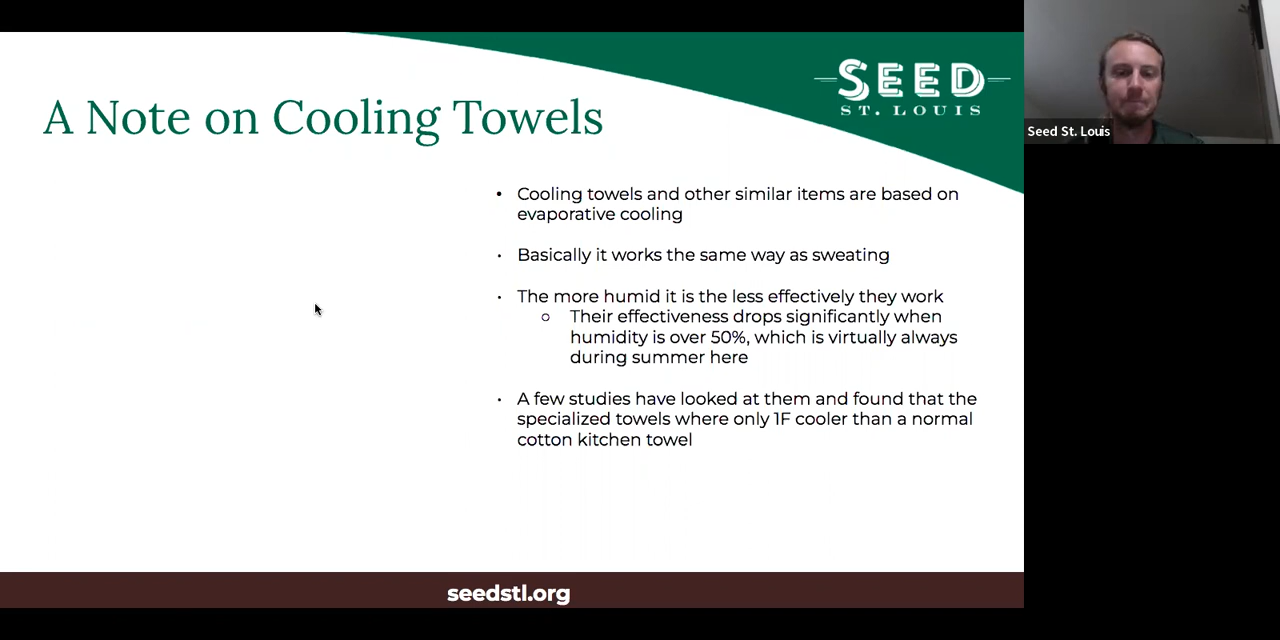 A Note on Cooling Towels
SEED
ST. LOUIS
Seed St. Louis
• Cooling towels and other similar items are based on
evaporative cooling
• Basically it works the same way as sweating
• The more humid it is the less effectively they work
○ Their effectiveness drops significantly when
humidity is over 50%, which is virtually always
during summer here
• A few studies have looked at them and found that the
specialized towels where only 1F cooler than a normal
cotton kitchen towel
seedstl.org